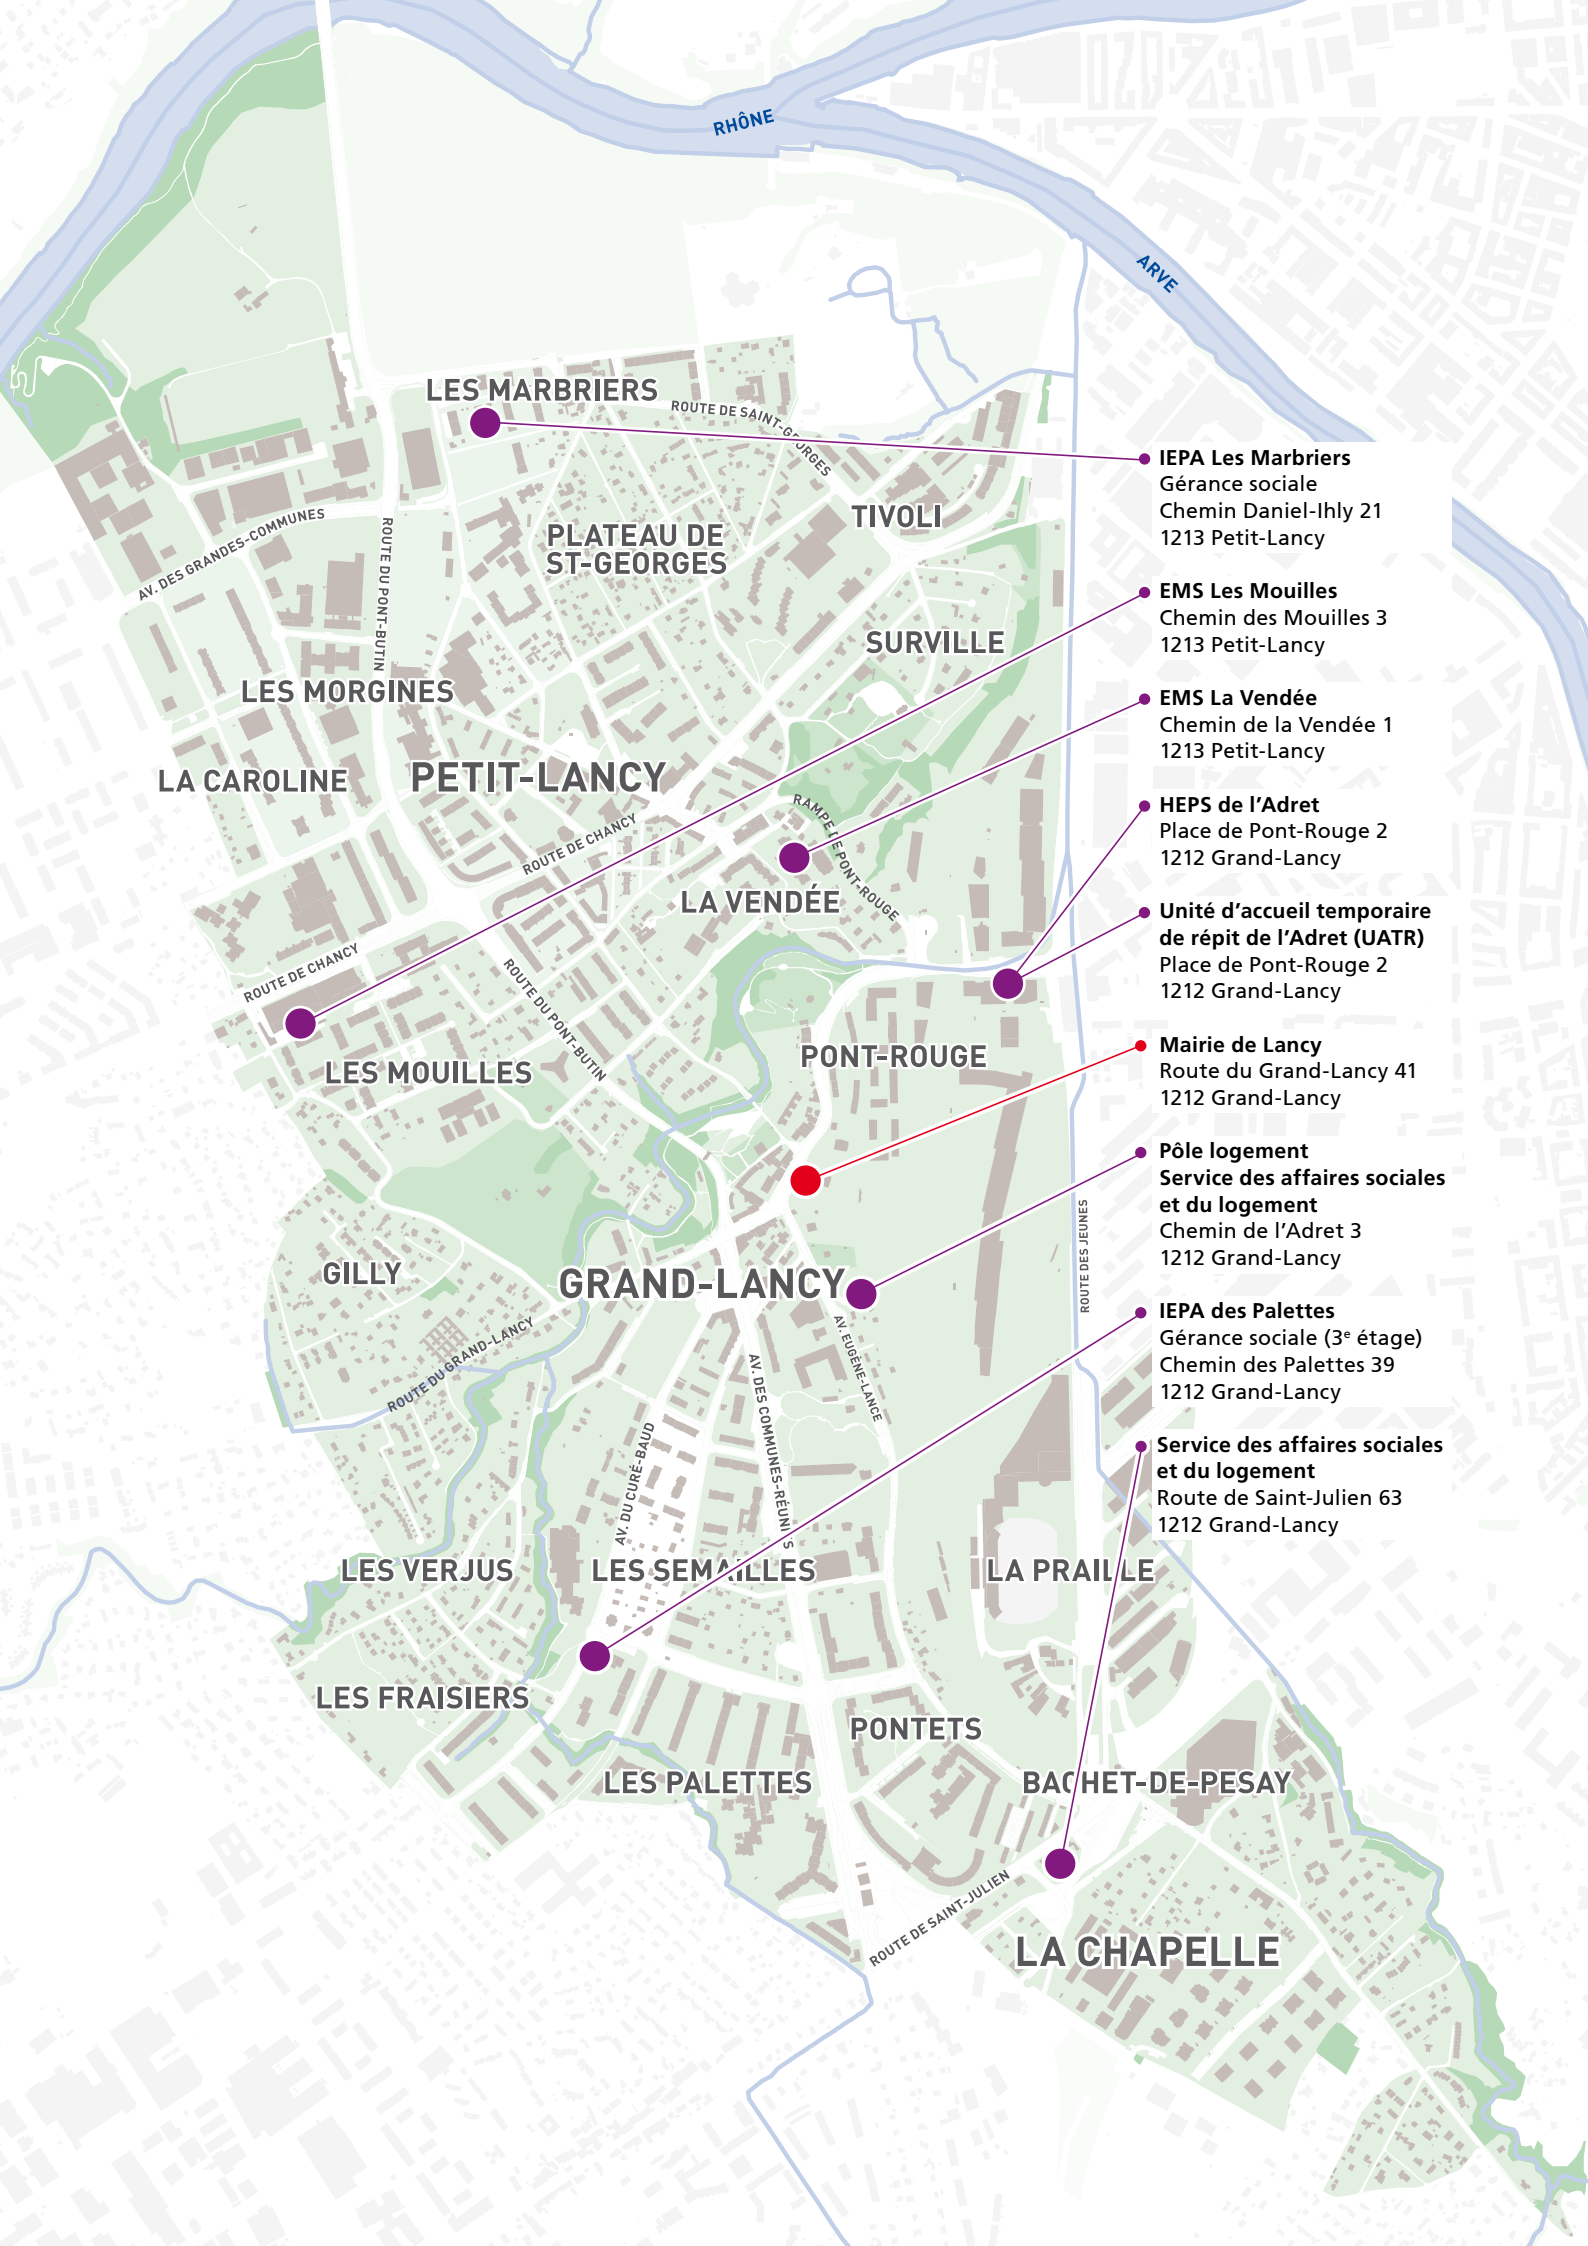 RHÔNE
ARVE
LES MARBRIERS
ROUTE DE SAINT-GEORGES
IEPA Les Marbriers
Gérance sociale
Chemin Daniel-Ihly 21
1213 Petit-Lancy
TIVOLI
AV. DES GRANDES-COMMUNES
ROUTE DU PONT-BUTIN
PLATEAU DE
ST-GEORGES
EMS Les Mouilles
Chemin des Mouilles 3
1213 Petit-Lancy
SURVILLE
LES MORGINES
EMS La Vendée
Chemin de la Vendée 1
1213 Petit-Lancy
LA CAROLINE
PETIT-LANCY
RAMPE DE PONT-ROUGE
ROUTE DE CHANCY
HEPS de l'Adret
Place de Pont-Rouge 2
1212 Grand-Lancy
LA VENDÉE
Unité d'accueil temporaire
de répit de l'Adret (UATR)
Place de Pont-Rouge 2
1212 Grand-Lancy
ROUTE DE CHANCY
ROUTE DU PONT-BUTIN
LES MOUILLES
PONT-ROUGE
Mairie de Lancy
Route du Grand-Lancy 41
1212 Grand-Lancy
Pôle logement
Service des affaires sociales
et du logement
Chemin de l'Adret 3
1212 Grand-Lancy
ROUTE DES JEUNES
GILLY
GRAND-LANCY
ROUTE DU GRAND-LANCY
AV. EUGÈNE-LANCE
IEPA des Palettes
Gérance sociale (3e étage)
Chemin des Palettes 39
1212 Grand-Lancy
AV. DES COMMUNES-RÉUNIES
AV. DU CURÉ-BAUD
Service des affaires sociales
et du logement
Route de Saint-Julien 63
1212 Grand-Lancy
LES VERJUS
LES SEMAILLES
LA PRAILLE
LES FRAISIERS
PONTETS
LES PALETTES
BACHET-DE-PESAY
ROUTE DE SAINT-JULIEN
LA CHAPELLE